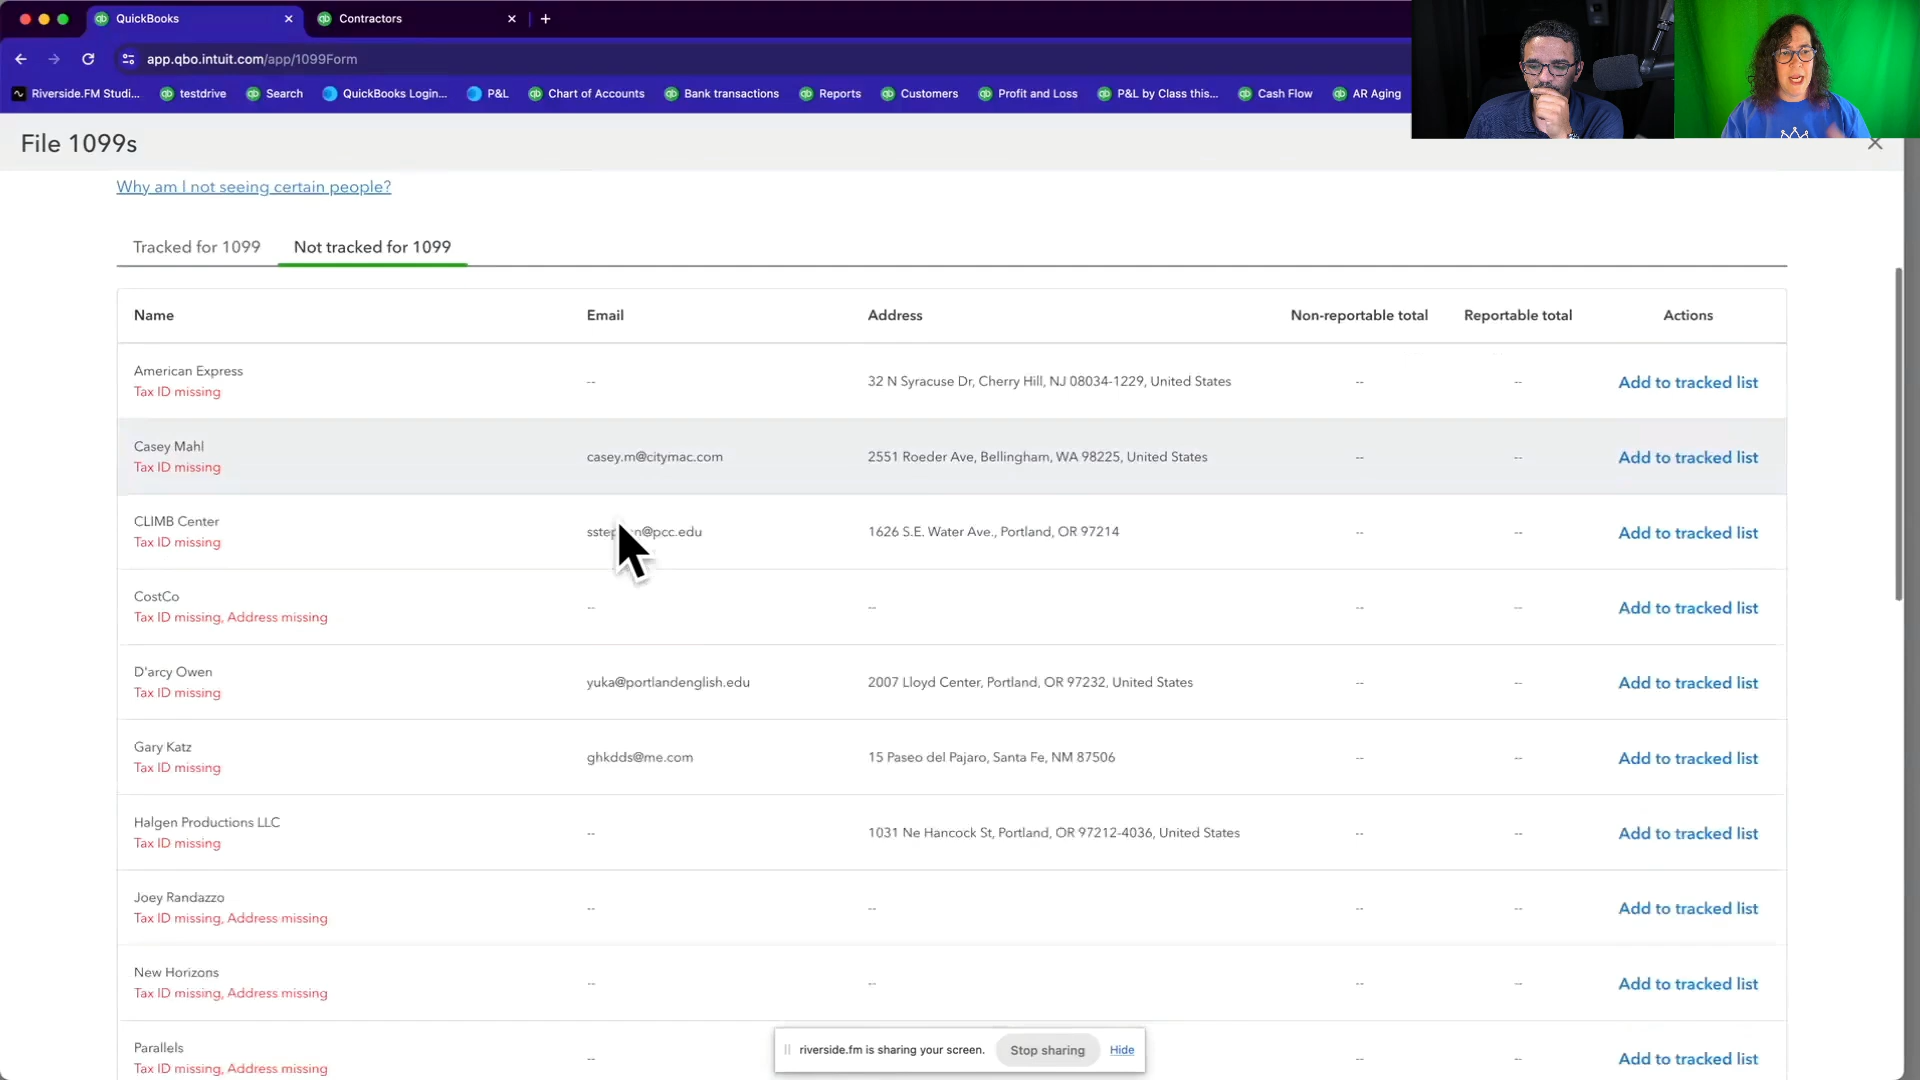 QuickBooks
Contractors
app.qbo.intuit.com/app/1099Form
Riverside.FM Studi...
testdrive
Search
QuickBooks Login...
P&L
Chart of Accounts
Bank transactions
Reports
Customers
Profit and Loss
P&L by Class this...
Cash Flow
AR Aging
File 1099s
Why am I not seeing certain people?
Tracked for 1099
Not tracked for 1099
Name Email Address Non-reportable total Reportable total Actions
American Express
Tax ID missing
-- 32 N Syracuse Dr, Cherry Hill, NJ 08034-1229, United States -- -- Add to tracked list
Casey Mahl
Tax ID missing
casey.m@citymac.com 2551 Roeder Ave, Bellingham, WA 98225, United States -- -- Add to tracked list
CLIMB Center
Tax ID missing
1626 S.E. Water Ave., Portland, OR 97214 -- -- Add to tracked list
CostCo
Tax ID missing, Address missing
-- -- -- -- Add to tracked list
D'arcy Owen
Tax ID missing
yuka@portlandenglish.edu 2007 Lloyd Center, Portland, OR 97232, United States -- -- Add to tracked list
Gary Katz
Tax ID missing
ghkdds@me.com 15 Paseo del Pajaro, Santa Fe, NM 87506 -- -- Add to tracked list
Halgen Productions LLC
Tax ID missing
-- 1031 Ne Hancock St, Portland, OR 97212-4036, United States -- -- Add to tracked list
Joey Randazzo
Tax ID missing, Address missing
-- -- -- -- Add to tracked list
New Horizons
Tax ID missing, Address missing
-- -- -- -- Add to tracked list
Parallels
Tax ID missing, Address missing
-- -- -- Add to tracked list
riverside.fm is sharing your screen.
Stop sharing
Hide